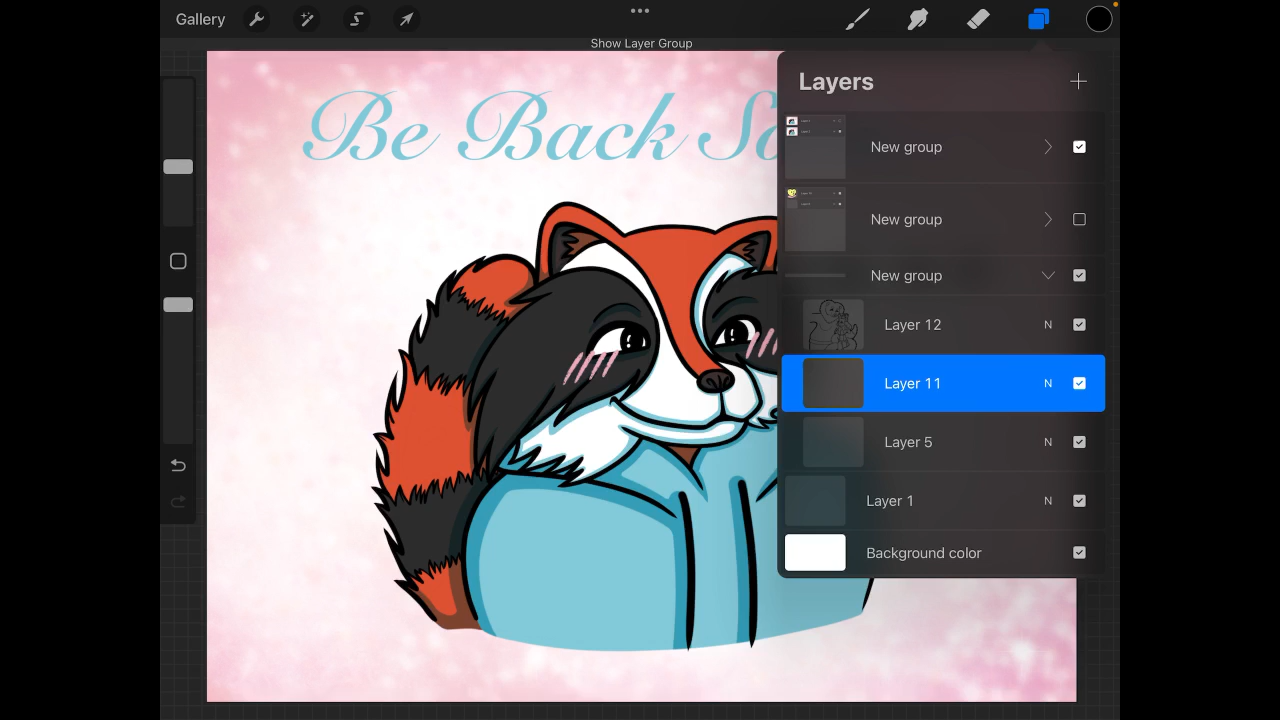 Gallery
Show Layer Group
Be Back So
Layers
New group
New group
New group
Layer 12 N
Layer 11 N
Layer 5 N
Layer 1 N
Background color